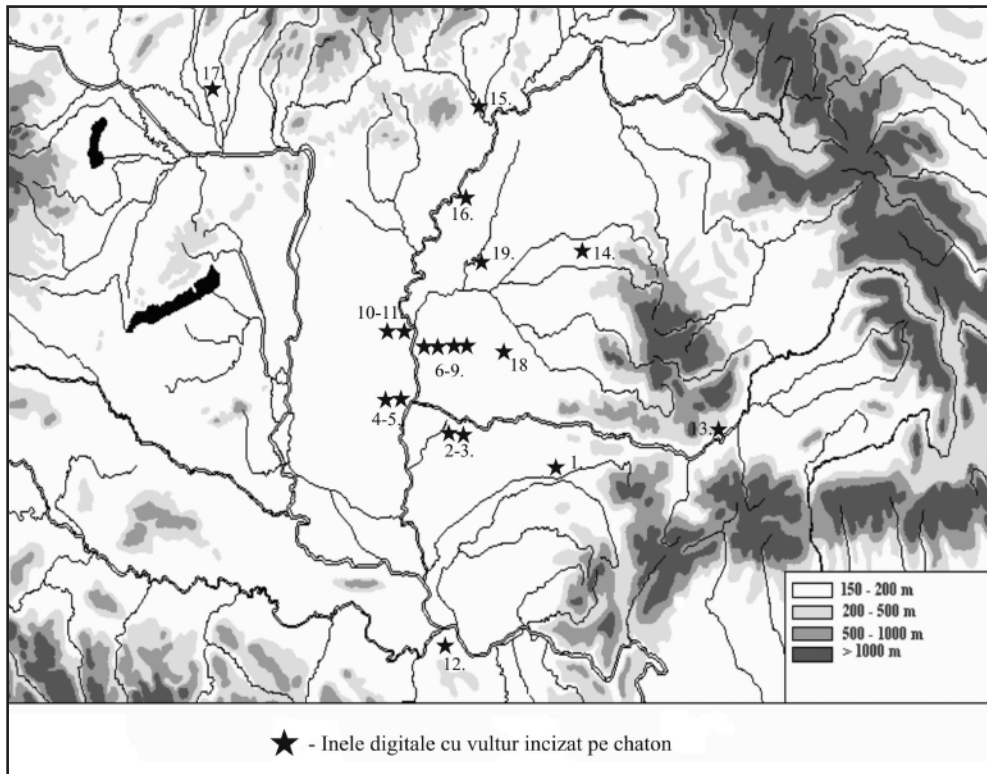 17.
15.
16.
19.
14.
10-11.
6-9.
18
4-5.
2-3.
13.
1.
12.
150 - 200 m
200 - 500 m
500 - 1000 m
> 1000 m
- Inele digitale cu vultur incizat pe chaton